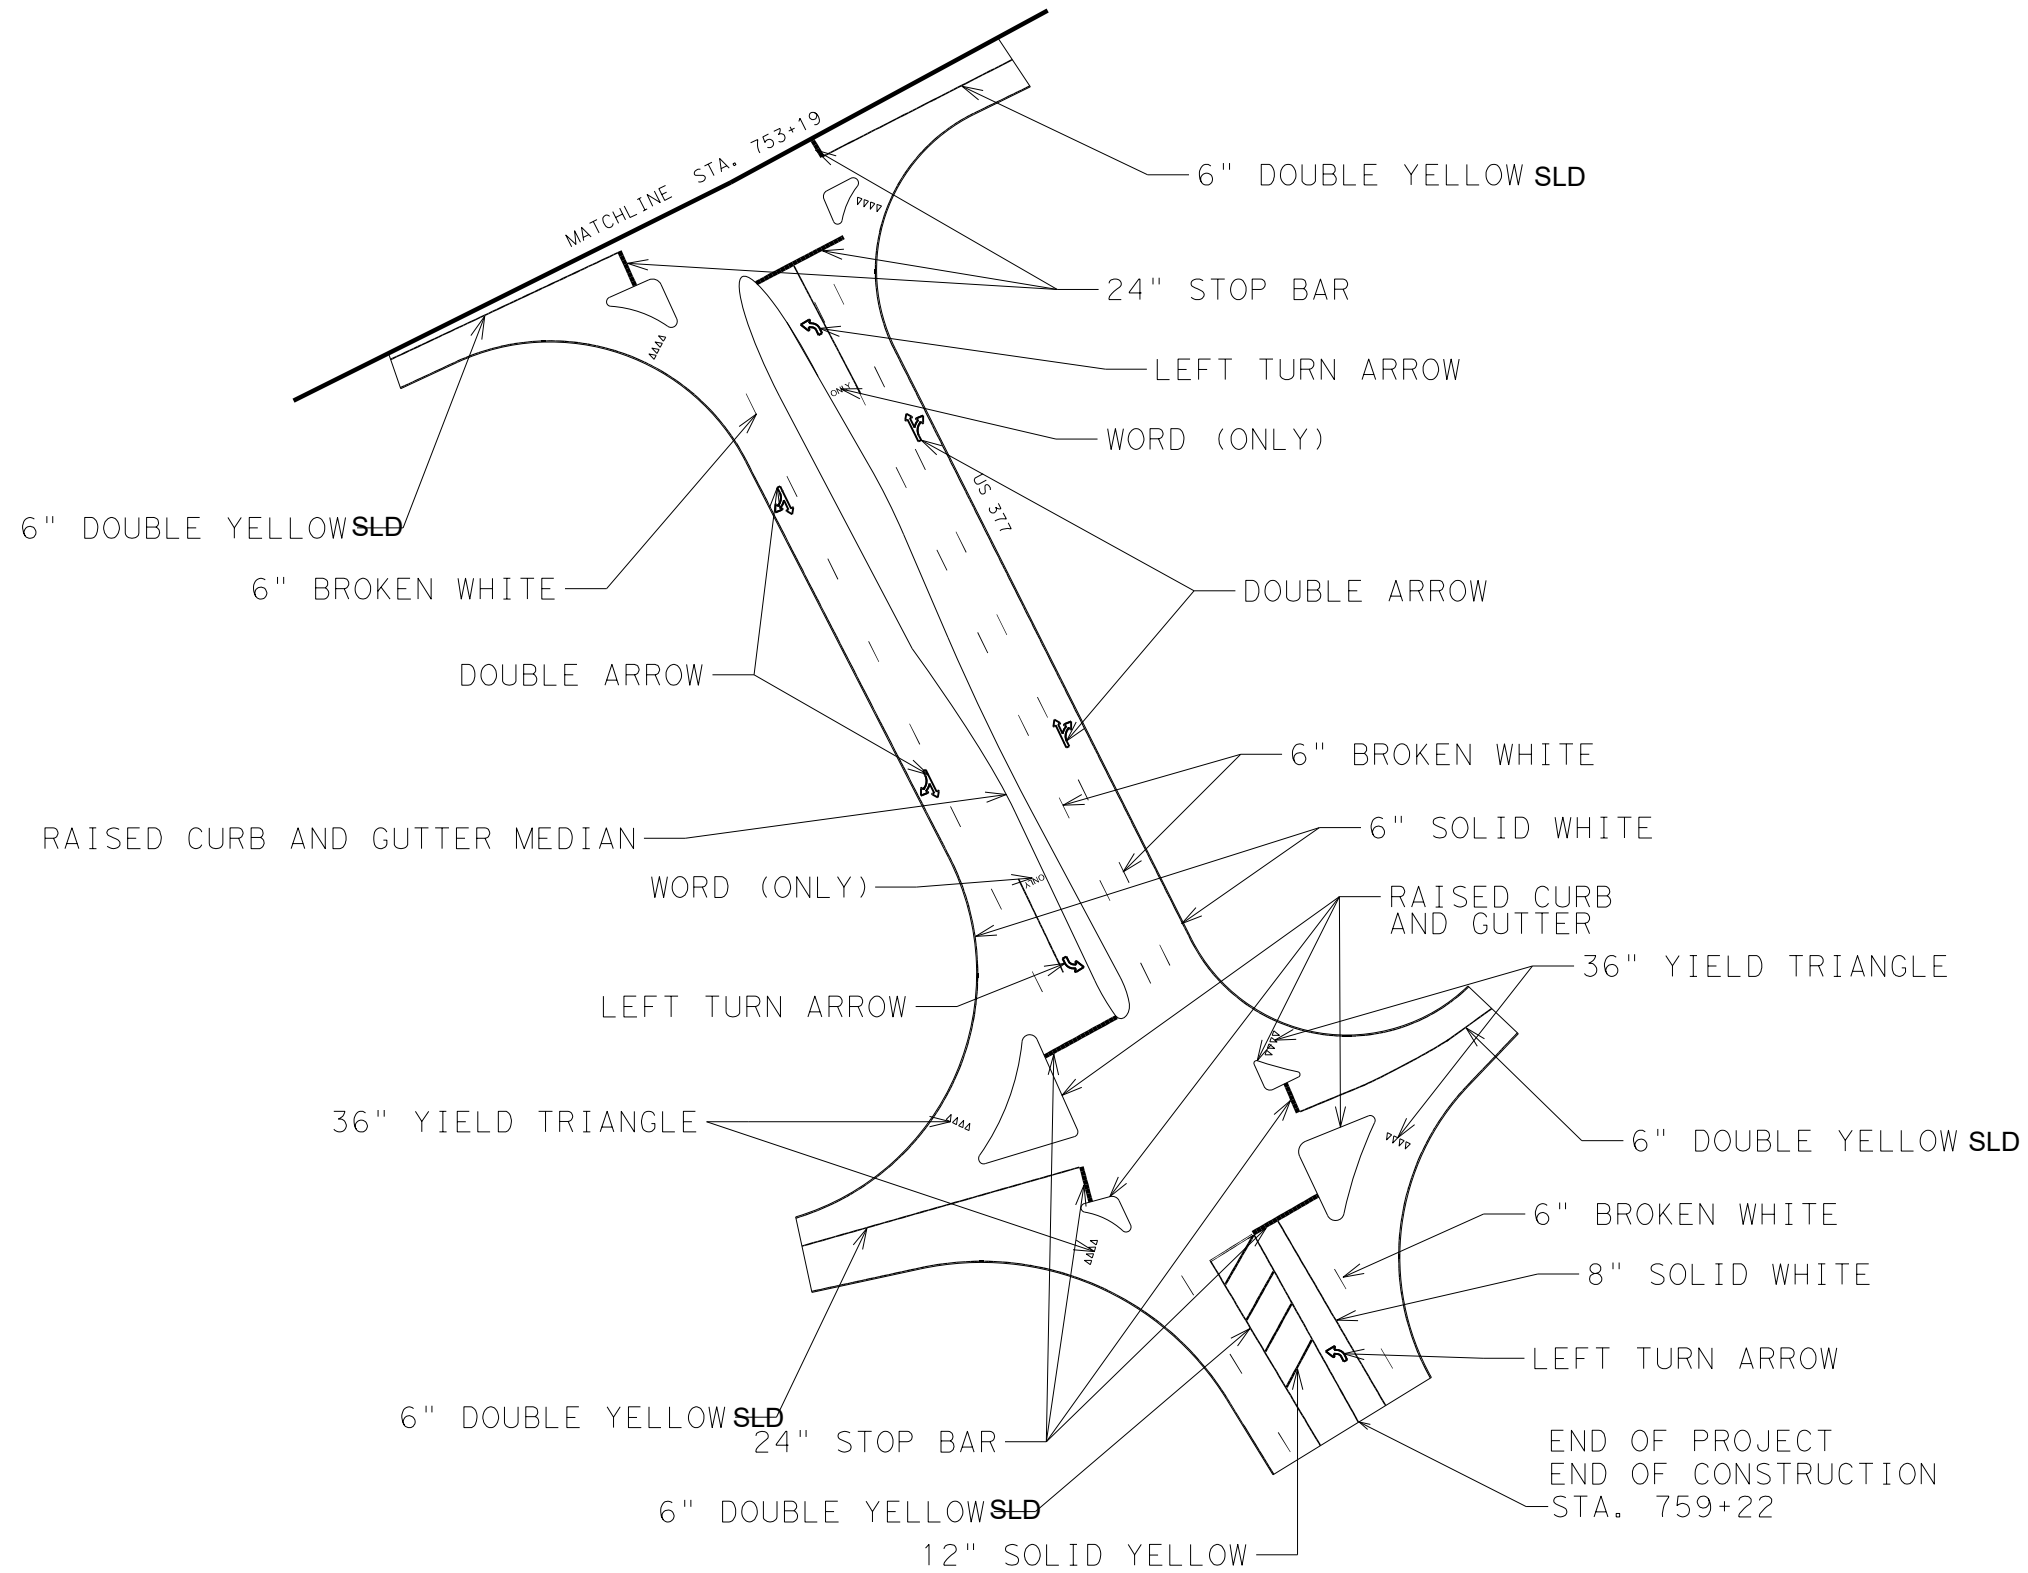 MATCHLINE STA. 753+19
6" DOUBLE YELLOW SLD
24" STOP BAR
LEFT TURN ARROW
ONLY
WORD (ONLY)
US 377
6" DOUBLE YELLOW SLD
6" BROKEN WHITE
DOUBLE ARROW
DOUBLE ARROW
6" BROKEN WHITE
6" SOLID WHITE
RAISED CURB AND GUTTER MEDIAN
WORD (ONLY)
ONLY
RAISED CURB
AND GUTTER
36" YIELD TRIANGLE
LEFT TURN ARROW
36" YIELD TRIANGLE
6" DOUBLE YELLOW SLD
6" BROKEN WHITE
8" SOLID WHITE
LEFT TURN ARROW
6" DOUBLE YELLOW SLD
24" STOP BAR
END OF PROJECT
END OF CONSTRUCTION
STA. 759+22
6" DOUBLE YELLOW SLD
12" SOLID YELLOW